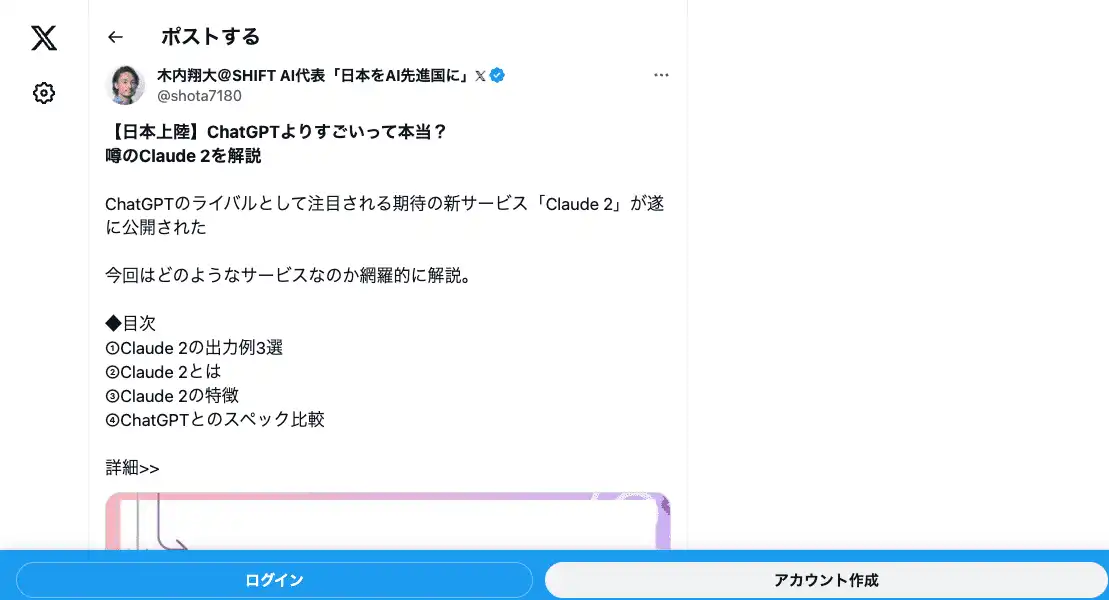 ポストする
木内翔大@SHIFT AI代表「日本をAI先進国に」𝕏
@shota7180
【日本上陸】ChatGPTよりすごいって本当？
噂のClaude 2を解説
ChatGPTのライバルとして注目される期待の新サービス「Claude 2」が遂
に公開された
今回はどのようなサービスなのか網羅的に解説。
◆目次
①Claude 2の出力例3選
②Claude 2とは
③Claude 2の特徴
④ChatGPTとのスペック比較
詳細>>
ログイン
アカウント作成